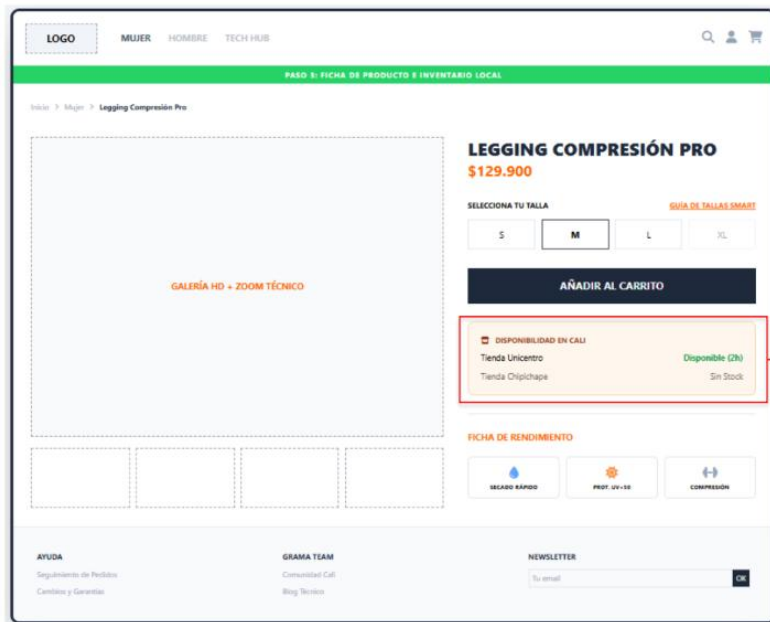 LOGO
MUJER HOMBRE TECH HUB
PASO 5: FICHA DE PRODUCTO E INVENTARIO LOCAL
Inicio > Mujer > Legging Compresión Pro
GALERÍA HD + ZOOM TÉCNICO
LEGGING COMPRESIÓN PRO
$129.900
SELECCIONA TU TALLA GUÍA DE TALLAS SMART
S M L XL
AÑADIR AL CARRITO
DISPONIBILIDAD EN CALI
Tienda Unicentro Disponible (2h)
Tienda Chipichape Sin Stock
FICHA DE RENDIMIENTO
SECADO RÁPIDO PROT. UV+50 COMPRESIÓN
AYUDA
Seguimiento de Pedidos
Cambios y Garantías
GRAMA TEAM
Comunidad Cali
Blog Técnico
NEWSLETTER
Tu email OK